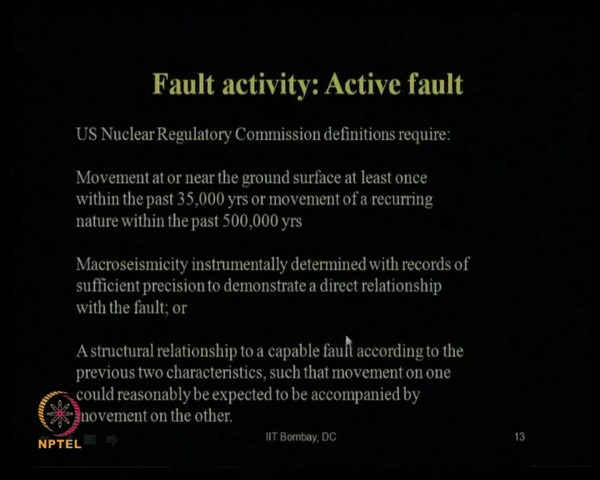 Fault activity: Active fault
US Nuclear Regulatory Commission definitions require:
Movement at or near the ground surface at least once
within the past 35,000 yrs or movement of a recurring
nature within the past 500,000 yrs
Macroseismicity instrumentally determined with records of
sufficient precision to demonstrate a direct relationship
with the fault; or
A structural relationship to a capable fault according to the
previous two characteristics, such that movement on one
could reasonably be expected to be accompanied by
movement on the other.
NPTEL
IIT Bombay, DC
13